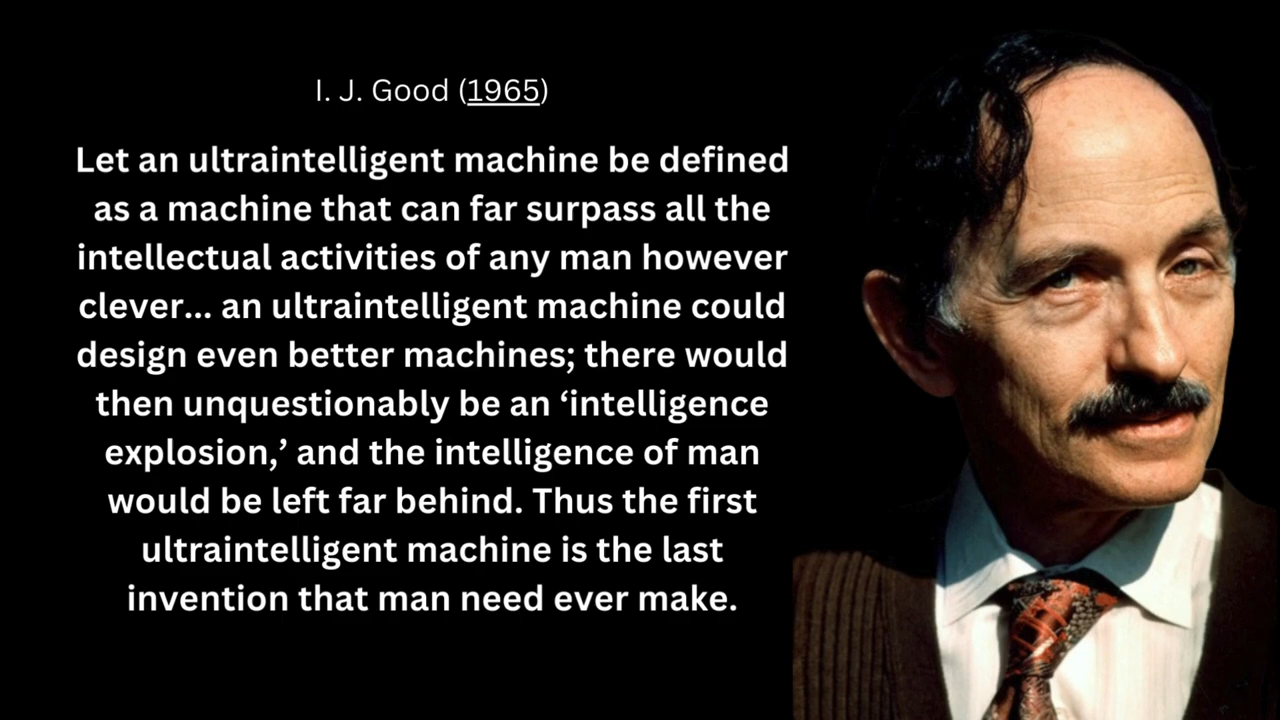 I. J. Good (1965)
Let an ultraintelligent machine be defined
as a machine that can far surpass all the
intellectual activities of any man however
clever... an ultraintelligent machine could
design even better machines; there would
then unquestionably be an ‘intelligence
explosion,’ and the intelligence of man
would be left far behind. Thus the first
ultraintelligent machine is the last
invention that man need ever make.